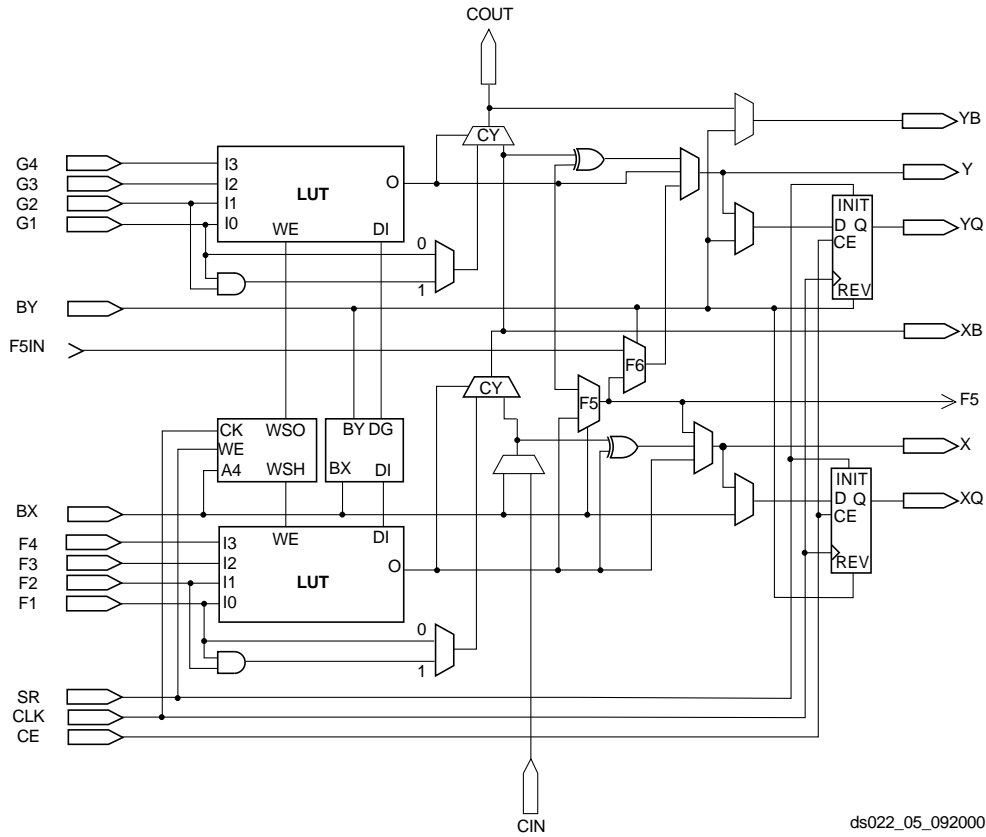 COUT
YB
CY
G4
G3
G2
G1
I3
I2
I1
I0
LUT
O
WE
DI
Y
INIT
D Q
CE
REV
YQ
0
1
BY
XB
F5IN
F6
CY
F5
F5
CK
WE
A4
WSO
WSH
BY DG
BX
DI
X
INIT
D Q
CE
REV
XQ
BX
F4
F3
F2
F1
I3
I2
I1
I0
WE
DI
LUT
O
0
1
SR
CLK
CE
CIN
ds022_05_092000